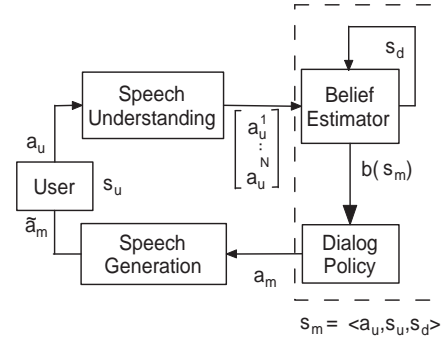 s_d
Speech
Understanding
Belief
Estimator
a_u
[a_u^1
⋮
a_u^N]
User
s_u
b(s_m)
ã_m
Speech
Generation
a_m
Dialog
Policy
s_m = <a_u,s_u,s_d>